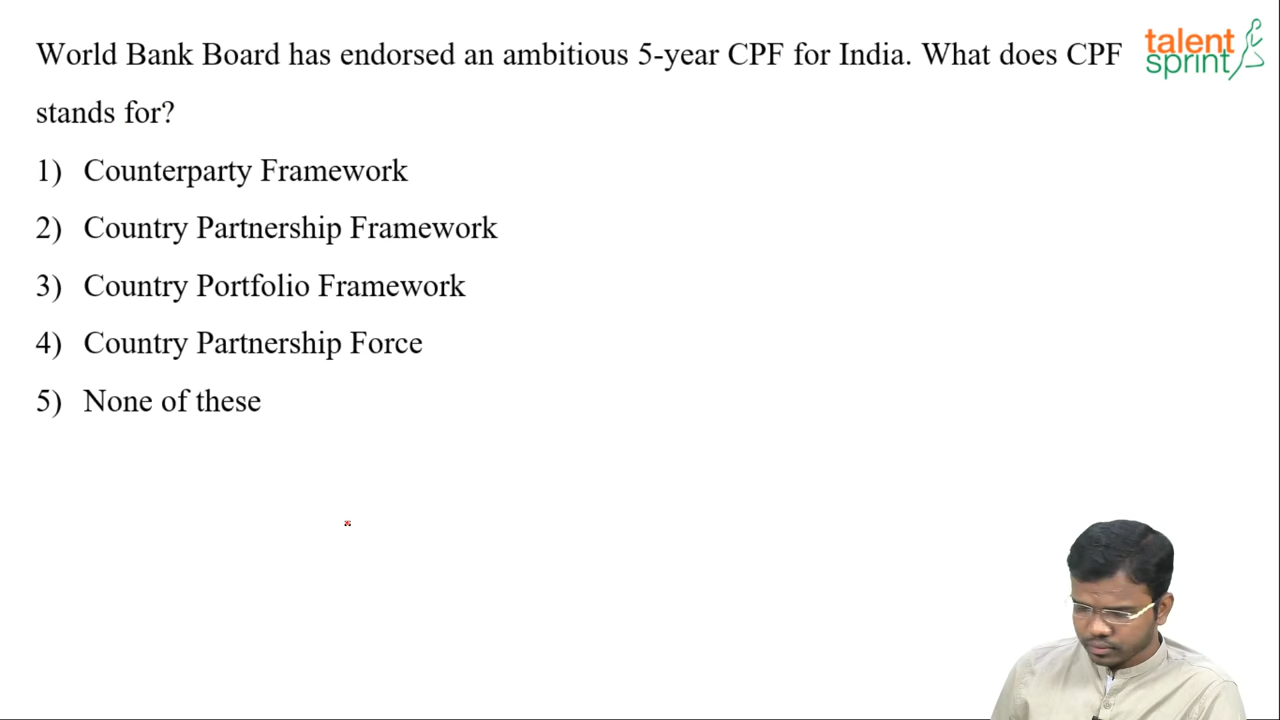 World Bank Board has endorsed an ambitious 5-year CPF for India. What does CPF
stands for?
1) Counterparty Framework
2) Country Partnership Framework
3) Country Portfolio Framework
4) Country Partnership Force
5) None of these
talent
sprint